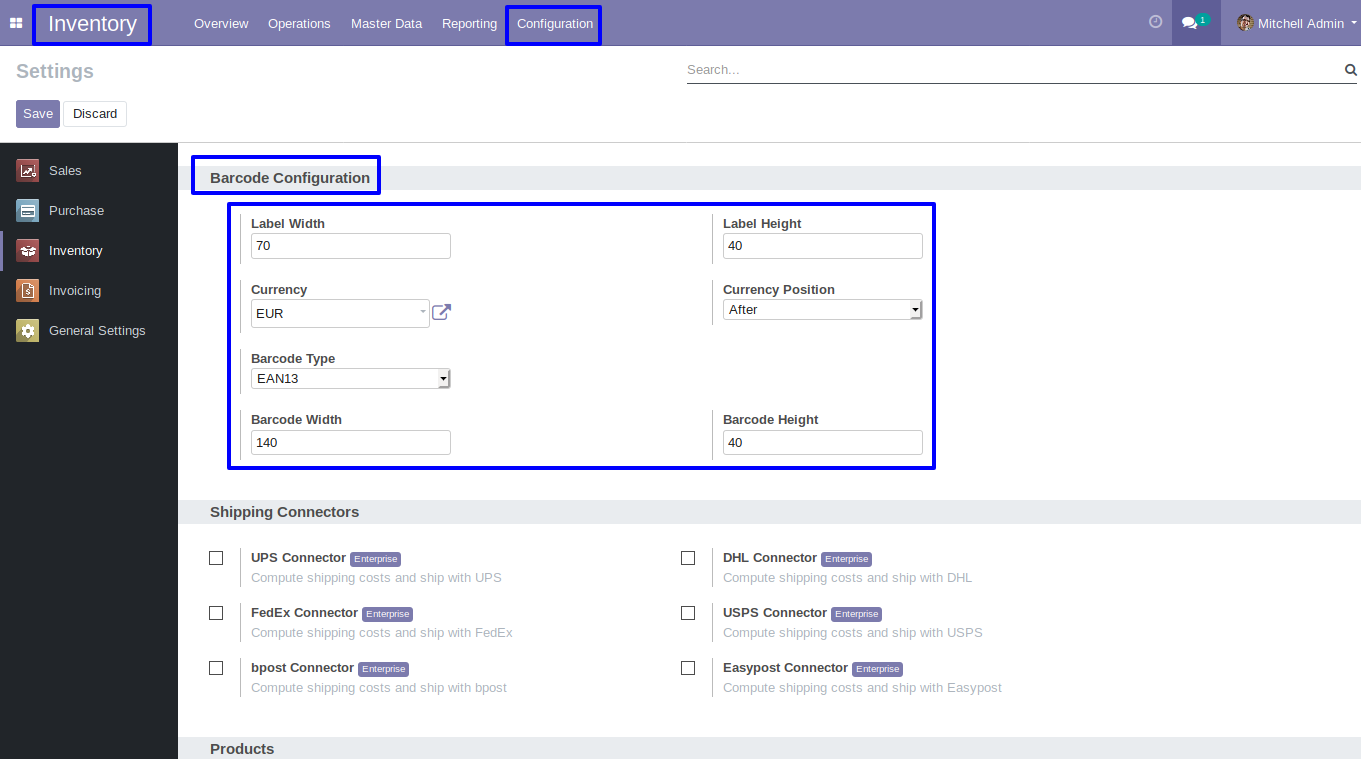 Inventory Overview Operations Master Data Reporting Configuration 1 Mitchell Admin
Settings Search...
Save Discard
Sales
Purchase
Inventory
Invoicing
General Settings
Barcode Configuration
Label Width Label Height
70 40
Currency Currency Position
EUR After
Barcode Type
EAN13
Barcode Width Barcode Height
140 40
Shipping Connectors
UPS Connector Enterprise DHL Connector Enterprise
Compute shipping costs and ship with UPS Compute shipping costs and ship with DHL
FedEx Connector Enterprise USPS Connector Enterprise
Compute shipping costs and ship with FedEx Compute shipping costs and ship with USPS
bpost Connector Enterprise Easypost Connector Enterprise
Compute shipping costs and ship with bpost Compute shipping costs and ship with Easypost
Products